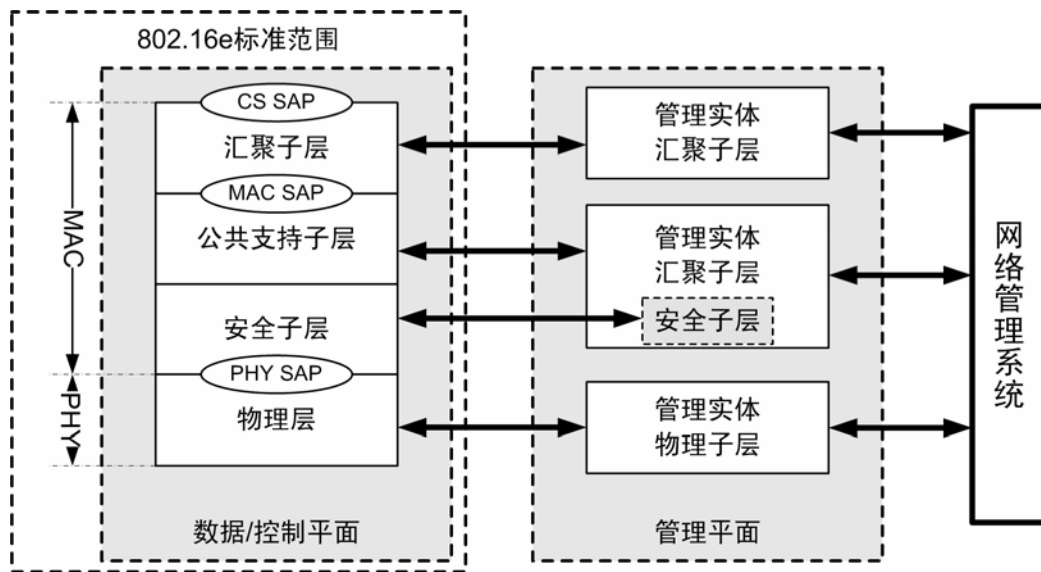 802.16e标准范围
CS SAP
汇聚子层
MAC SAP
公共支持子层
安全子层
PHY SAP
物理层
MAC
PHY
数据/控制平面
管理实体
汇聚子层
管理实体
汇聚子层
安全子层
管理实体
物理子层
管理平面
网络管理系统